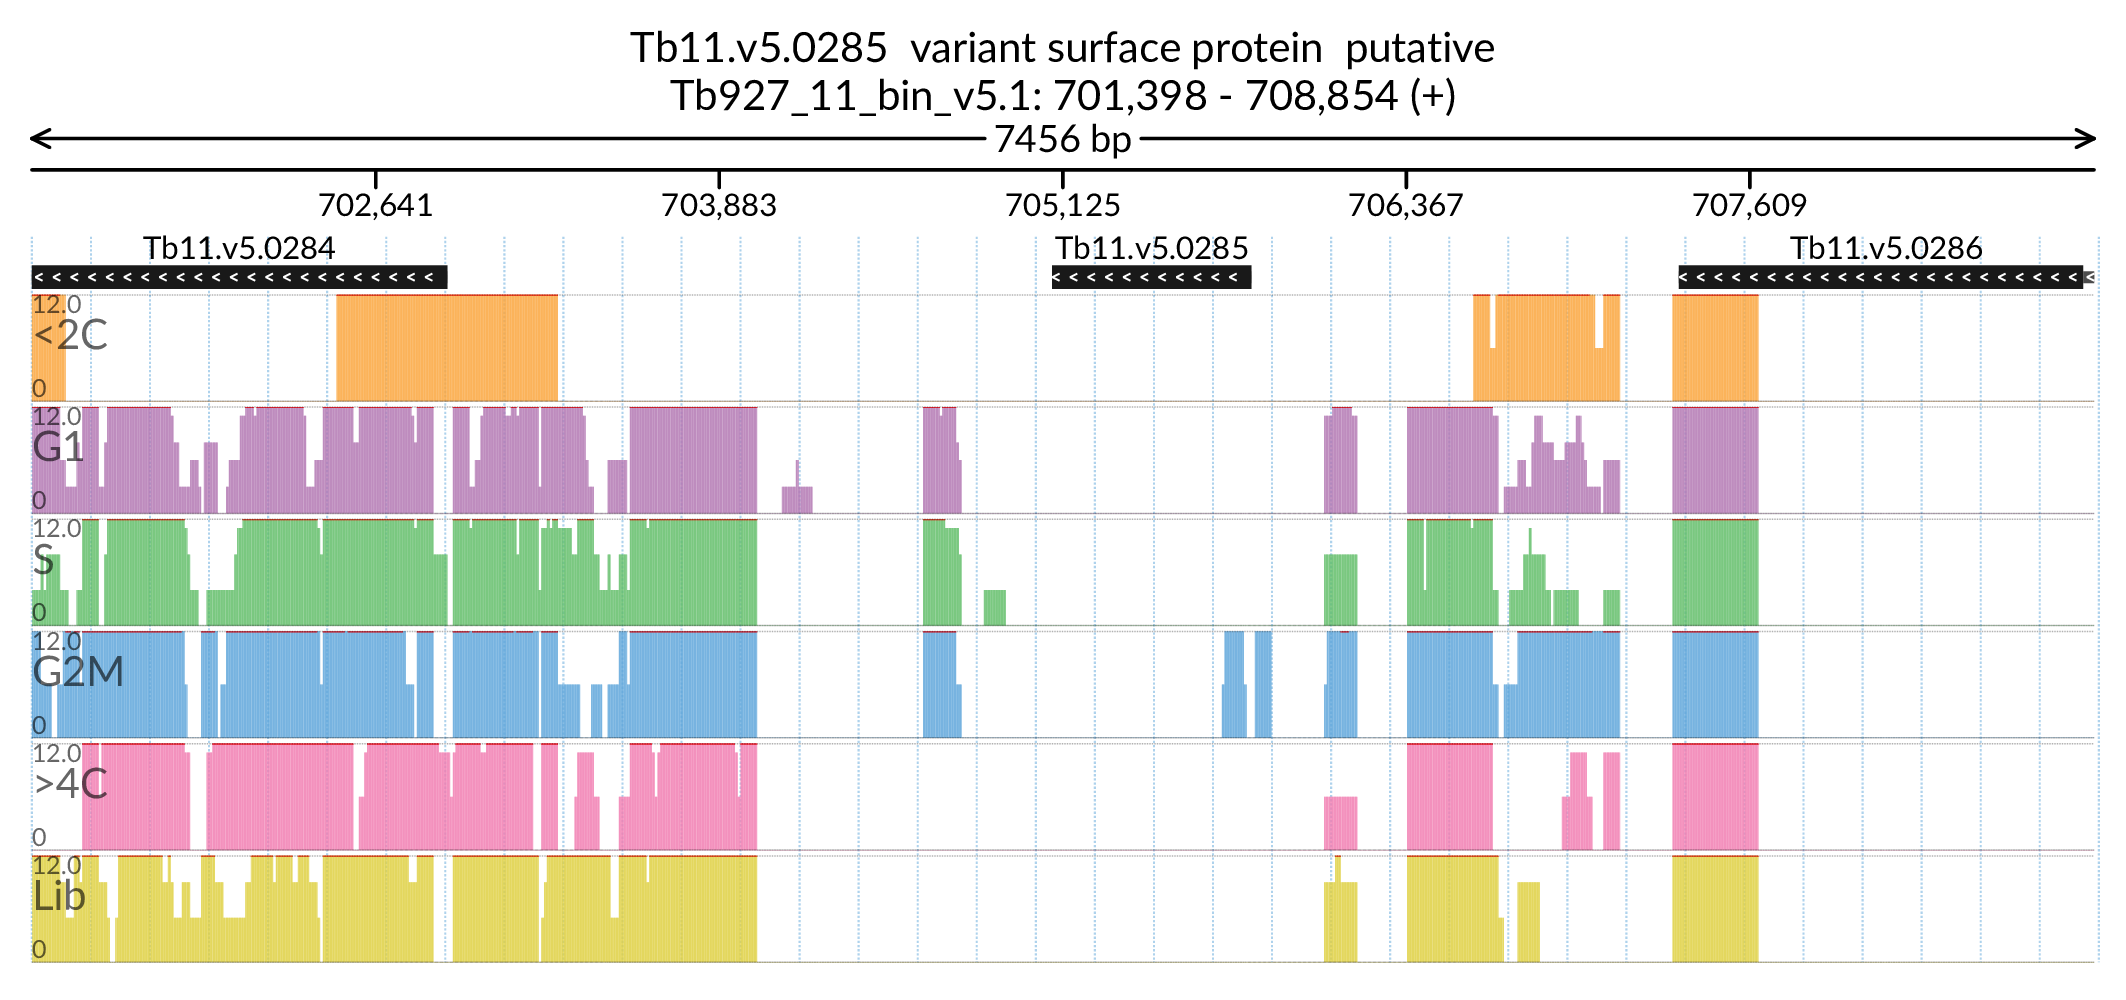 Tb11.v5.0285  variant surface protein  putative
Tb927_11_bin_v5.1: 701,398 - 708,854 (+)
7456 bp
702,641 703,883 705,125 706,367 707,609
Tb11.v5.0284 Tb11.v5.0285 Tb11.v5.0286
12.0
<2C
0
12.0
G1
0
12.0
S
0
12.0
G2M
0
12.0
>4C
0
12.0
Lib
0